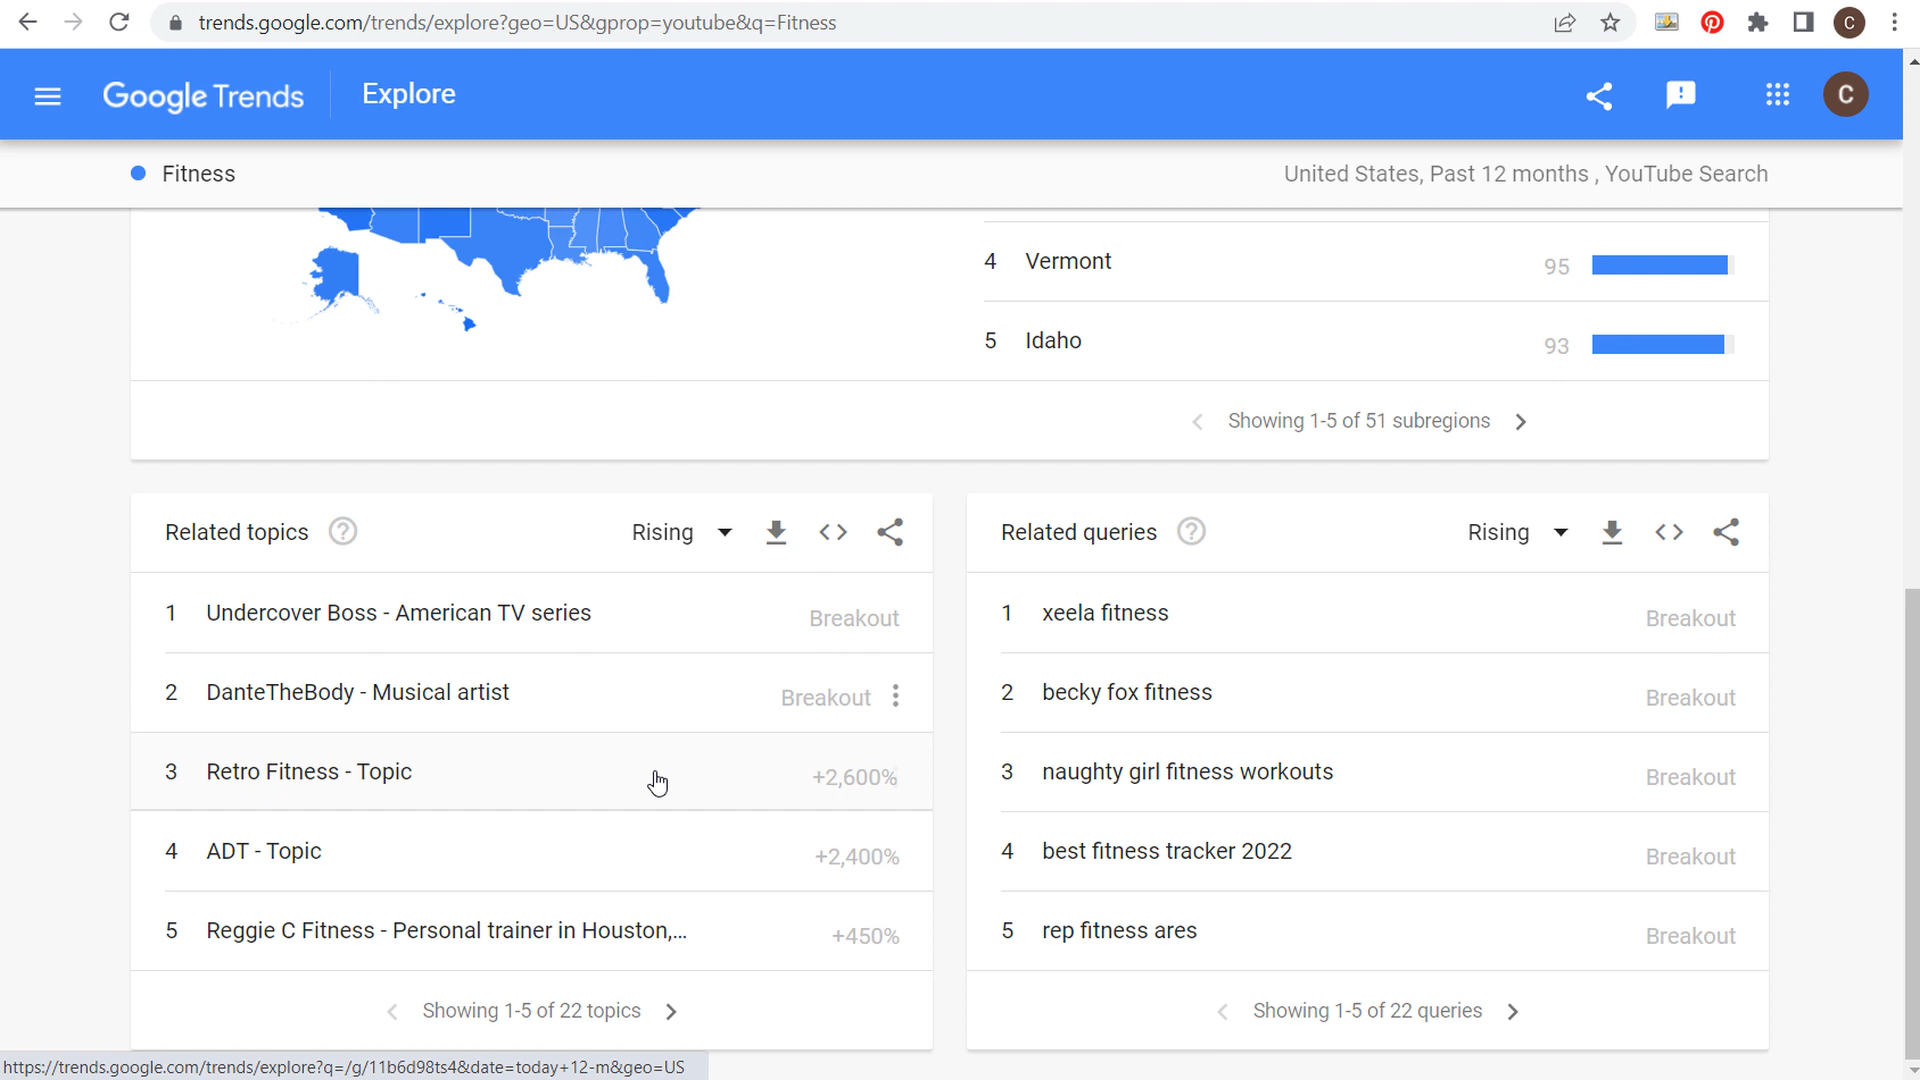 trends.google.com/trends/explore?geo=US&gprop=youtube&q=Fitness
C
Google Trends
Explore
C
Fitness
United States, Past 12 months , YouTube Search
4 Vermont 95
5 Idaho 93
Showing 1-5 of 51 subregions
Related topics ?
Rising
1 Undercover Boss - American TV series Breakout
2 DanteTheBody - Musical artist Breakout
3 Retro Fitness - Topic +2,600%
4 ADT - Topic +2,400%
5 Reggie C Fitness - Personal trainer in Houston,... +450%
Showing 1-5 of 22 topics
Related queries ?
Rising
1 xeela fitness Breakout
2 becky fox fitness Breakout
3 naughty girl fitness workouts Breakout
4 best fitness tracker 2022 Breakout
5 rep fitness ares Breakout
Showing 1-5 of 22 queries
https://trends.google.com/trends/explore?q=/g/11b6d98ts4&date=today+12-m&geo=US